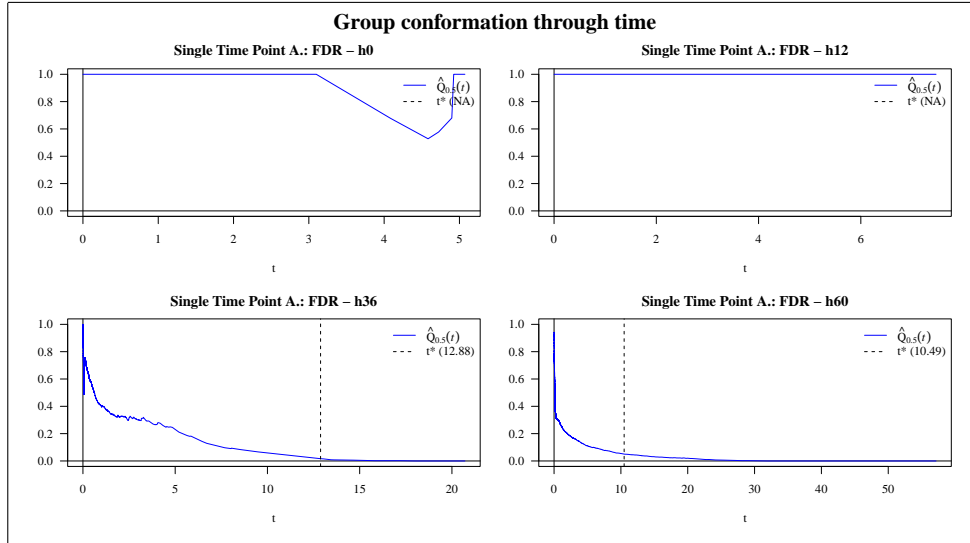 Group conformation through time
Single Time Point A.: FDR – h0
1.0
0.8
0.6
0.4
0.2
0.0
Q̂0.5(t)
t* (NA)
0 1 2 3 4 5
t
Single Time Point A.: FDR – h12
1.0
0.8
0.6
0.4
0.2
0.0
Q̂0.5(t)
t* (NA)
0 2 4 6
t
Single Time Point A.: FDR – h36
1.0
0.8
0.6
0.4
0.2
0.0
Q̂0.5(t)
t* (12.88)
0 5 10 15 20
t
Single Time Point A.: FDR – h60
1.0
0.8
0.6
0.4
0.2
0.0
Q̂0.5(t)
t* (10.49)
0 10 20 30 40 50
t